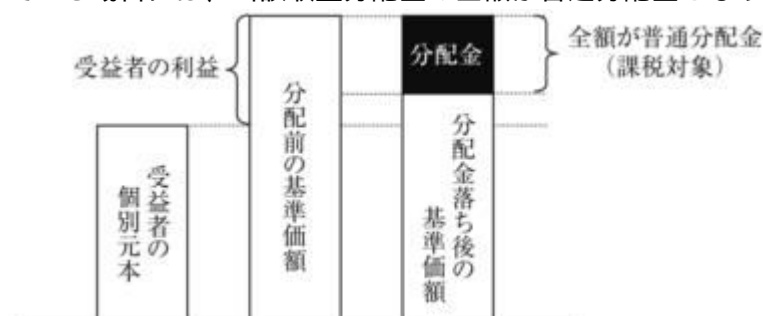 受益者の利益
分配金
全額が普通分配金
（課税対象）
受益者の
個別元本
分配前の基準価額
分配金落ち後の
基準価額